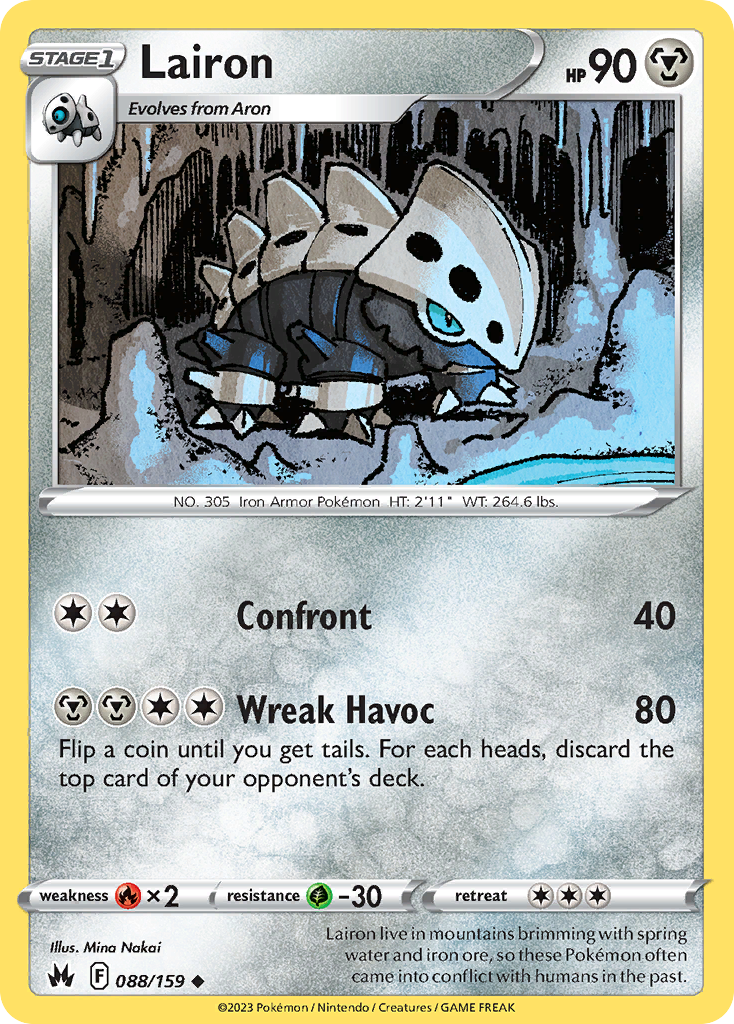 STAGE1
Lairon
HP 90
Evolves from Aron
NO. 305 Iron Armor Pokémon HT: 2'11" WT: 264.6 lbs.
Confront 40
Wreak Havoc 80
Flip a coin until you get tails. For each heads, discard the
top card of your opponent's deck.
weakness ×2 resistance -30 retreat
Illus. Mina Nakai
Lairon live in mountains brimming with spring
water and iron ore, so these Pokémon often
came into conflict with humans in the past.
F 088/159
©2023 Pokémon / Nintendo / Creatures / GAME FREAK